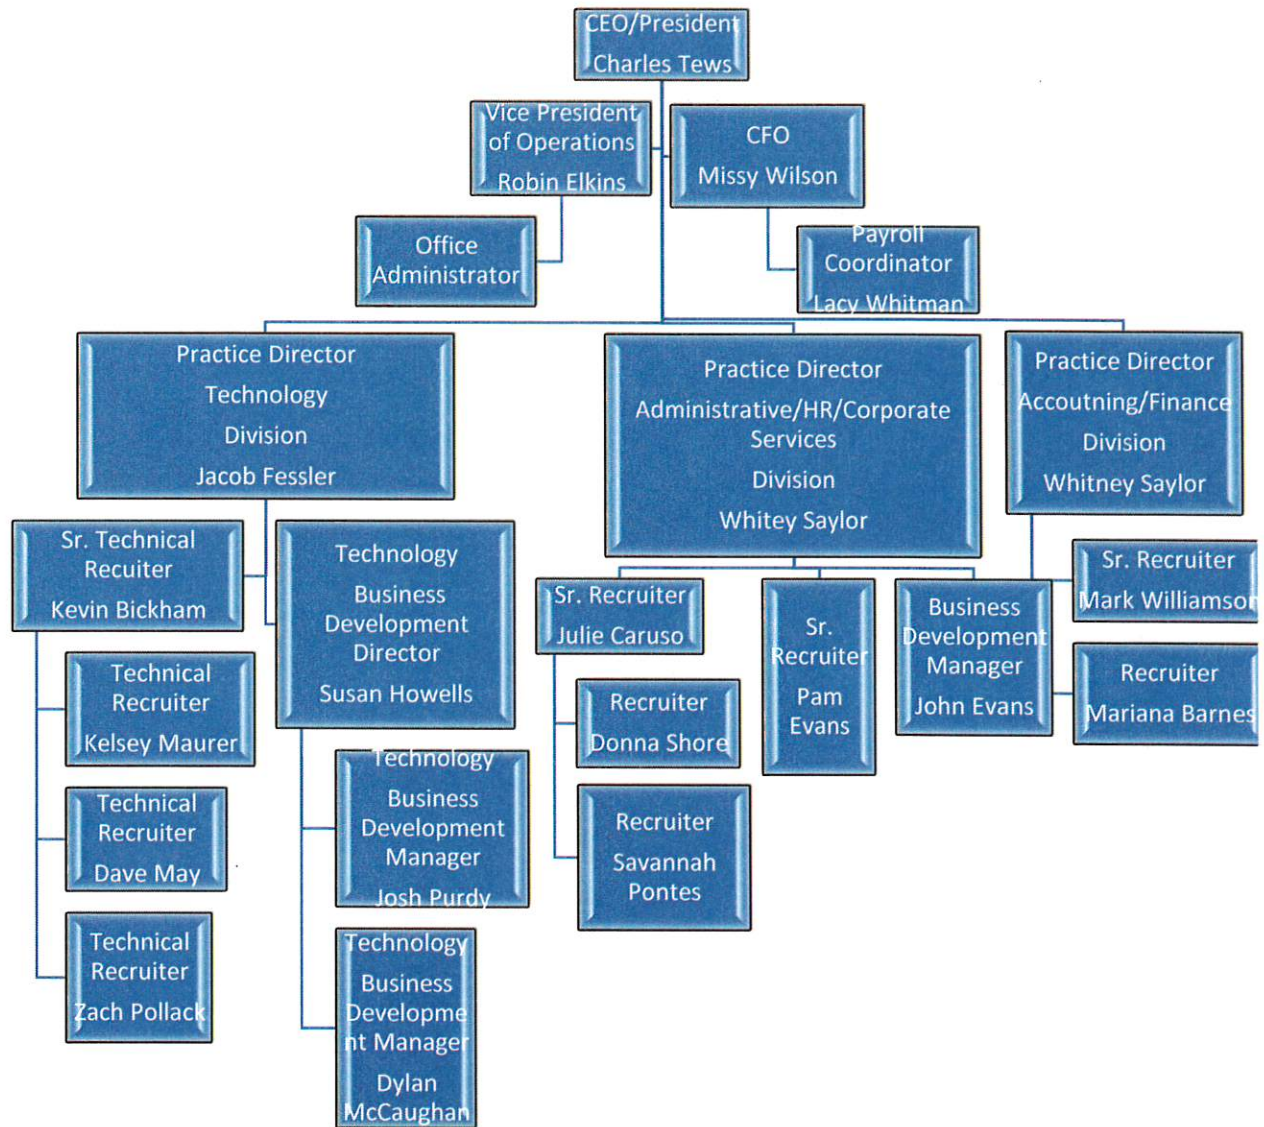 CEO/President
Charles Tews
Vice President
of Operations
Robin Elkins
CFO
Missy Wilson
Office
Administrator
Payroll
Coordinator
Lacy Whitman
Practice Director
Technology
Division
Jacob Fessler
Practice Director
Administrative/HR/Corporate
Services
Division
Whitey Saylor
Practice Director
Accoutning/Finance
Division
Whitney Saylor
Sr. Technical
Recuiter
Kevin Bickham
Technical
Recruiter
Kelsey Maurer
Technical
Recruiter
Dave May
Technical
Recruiter
Zach Pollack
Technology
Business
Development
Director
Susan Howells
Technology
Business
Development
Manager
Josh Purdy
Technology
Business
Developme
nt Manager
Dylan
McCaughan
Sr. Recruiter
Julie Caruso
Recruiter
Donna Shore
Recruiter
Savannah
Pontes
Sr.
Recruiter
Pam
Evans
Business
Development
Manager
John Evans
Sr. Recruiter
Mark Williamson
Recruiter
Mariana Barnes